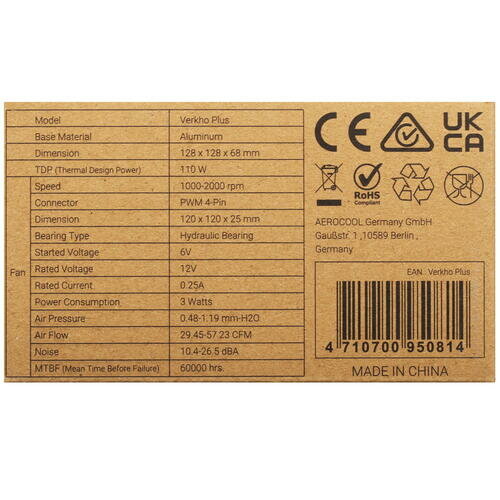 Model Verkho Plus
Base Material Aluminum
Dimension 128 x 128 x 68 mm
TDP (Thermal Design Power) 110 W
Fan
Speed 1000-2000 rpm
Connector PWM 4-Pin
Dimension 120 x 120 x 25 mm
Bearing Type Hydraulic Bearing
Started Voltage 6V
Rated Voltage 12V
Rated Current 0.25A
Power Consumption 3 Watts
Air Pressure 0.48-1.19 mm-H2O
Air Flow 29.45-57.23 CFM
Noise 10.4-26.5 dBA
MTBF (Mean Time Before Failure) 60000 hrs.
CE
UK
CA
RoHS
Compliant
AEROCOOL Germany GmbH
Gaußstr. 1 ,10589 Berlin ,
Germany
EAN : Verkho Plus
4 710700 950814
MADE IN CHINA